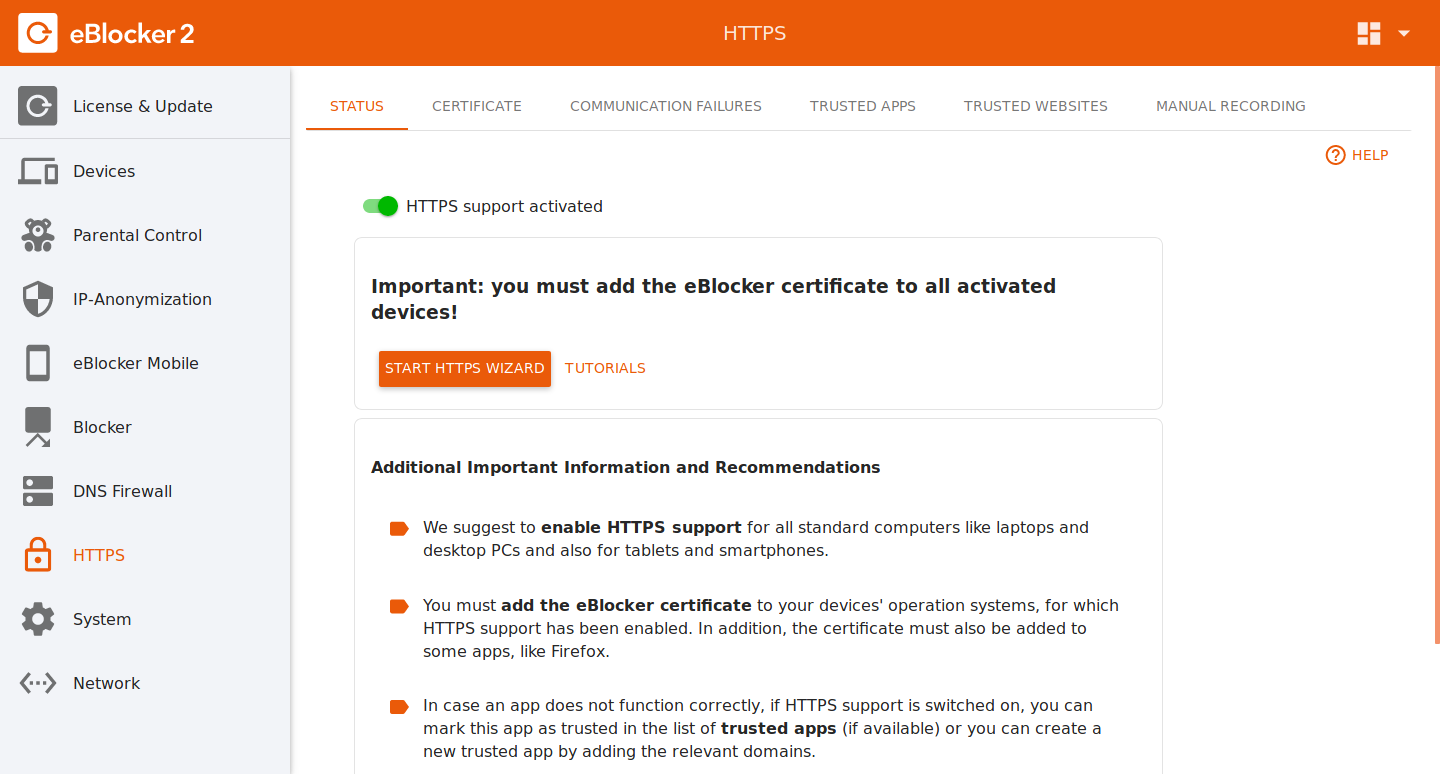 eBlocker 2
HTTPS
License & Update
Devices
Parental Control
IP-Anonymization
eBlocker Mobile
Blocker
DNS Firewall
HTTPS
System
Network
STATUS
CERTIFICATE
COMMUNICATION FAILURES
TRUSTED APPS
TRUSTED WEBSITES
MANUAL RECORDING
HELP
HTTPS support activated
Important: you must add the eBlocker certificate to all activated
devices!
START HTTPS WIZARD
TUTORIALS
Additional Important Information and Recommendations
We suggest to enable HTTPS support for all standard computers like laptops and
desktop PCs and also for tablets and smartphones.
You must add the eBlocker certificate to your devices' operation systems, for which
HTTPS support has been enabled. In addition, the certificate must also be added to
some apps, like Firefox.
In case an app does not function correctly, if HTTPS support is switched on, you can
mark this app as trusted in the list of trusted apps (if available) or you can create a
new trusted app by adding the relevant domains.